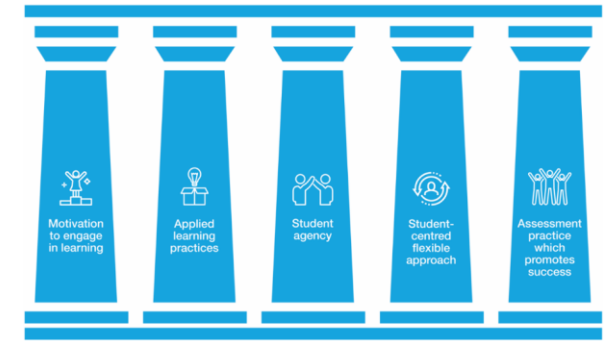 Motivation
to engage
in learning
Applied
learning
practices
Student
agency
Student-
centred
flexible
approach
Assessment
practice
which
promotes
success